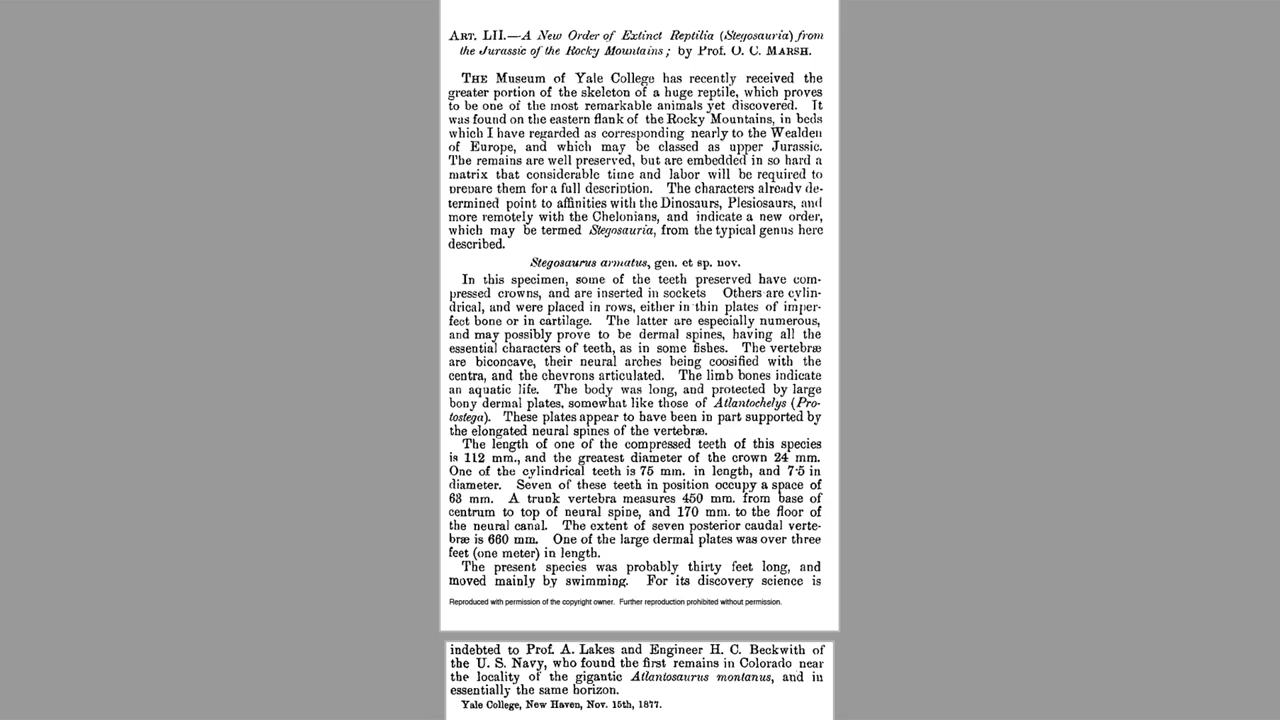 ART. LII.—A New Order of Extinct Reptilia (Stegosauria) from
the Jurassic of the Rocky Mountains; by Prof. O. C. MARSH.
THE Museum of Yale College has recently received the
greater portion of the skeleton of a huge reptile, which proves
to be one of the most remarkable animals yet discovered. It
was found on the eastern flank of the Rocky Mountains, in beds
which I have regarded as corresponding nearly to the Wealden
of Europe, and which may be classed as upper Jurassic.
The remains are well preserved, but are embedded in so hard a
matrix that considerable time and labor will be required to
prepare them for a full description. The characters already de-
termined point to affinities with the Dinosaurs, Plesiosaurs, and
more remotely with the Chelonians, and indicate a new order,
which may be termed Stegosauria, from the typical genus here
described.
Stegosaurus armatus, gen. et sp. nov.
In this specimen, some of the teeth preserved have com-
pressed crowns, and are inserted in sockets Others are cylin-
drical, and were placed in rows, either in thin plates of imper-
fect bone or in cartilage. The latter are especially numerous,
and may possibly prove to be dermal spines, having all the
essential characters of teeth, as in some fishes. The vertebræ
are biconcave, their neural arches being coosified with the
centra, and the chevrons articulated. The limb bones indicate
an aquatic life. The body was long, and protected by large
bony dermal plates, somewhat like those of Atlantochelys (Pro-
tostega). These plates appear to have been in part supported by
the elongated neural spines of the vertebræ.
The length of one of the compressed teeth of this species
is 112 mm., and the greatest diameter of the crown 24 mm.
One of the cylindrical teeth is 75 mm. in length, and 7·5 in
diameter. Seven of these teeth in position occupy a space of
63 mm. A trunk vertebra measures 450 mm. from base of
centrum to top of neural spine, and 170 mm. to the floor of
the neural canal. The extent of seven posterior caudal verte-
bræ is 660 mm. One of the large dermal plates was over three
feet (one meter) in length.
The present species was probably thirty feet long, and
moved mainly by swimming. For its discovery science is
Reproduced with permission of the copyright owner. Further reproduction prohibited without permission.
indebted to Prof. A. Lakes and Engineer H. C. Beckwith of
the U. S. Navy, who found the first remains in Colorado near
the locality of the gigantic Atlantosaurus montanus, and in
essentially the same horizon.
Yale College, New Haven, Nov. 15th, 1877.